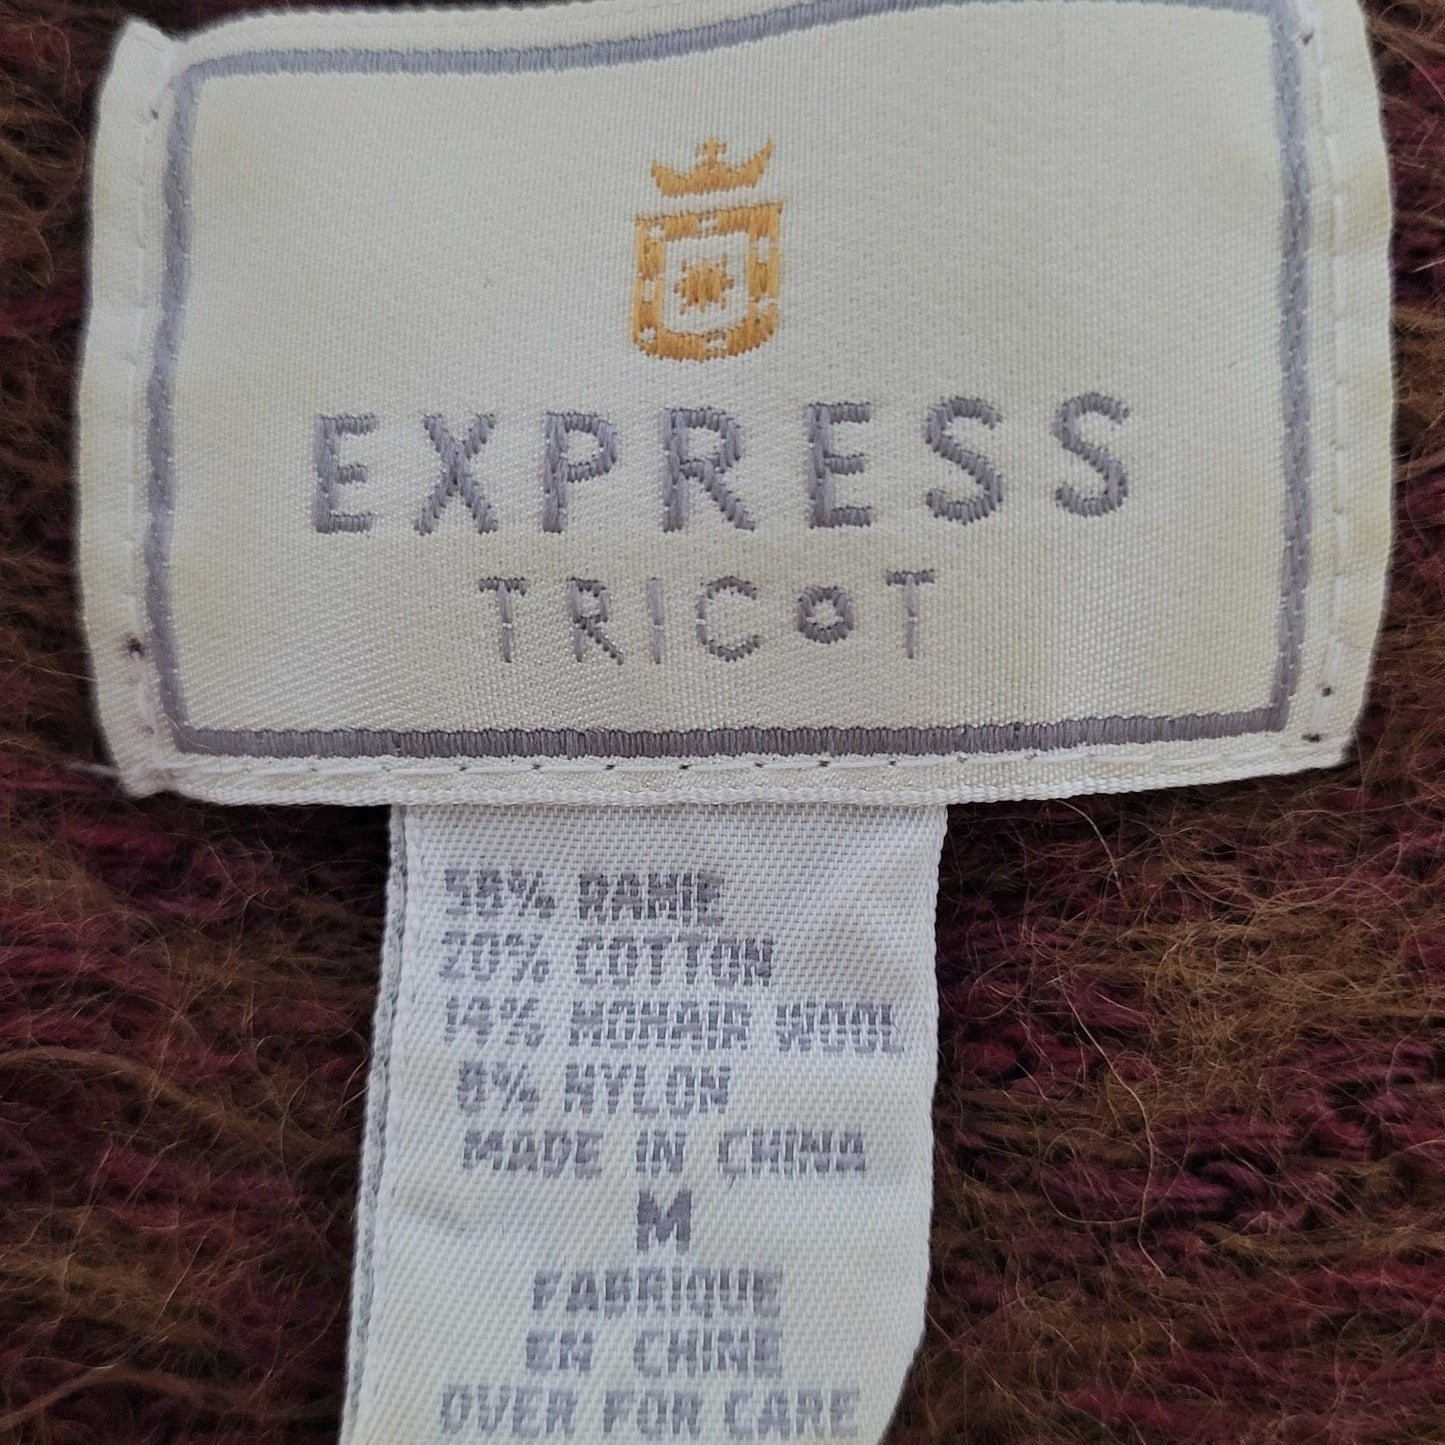 EXPRESS
TRICOT
58% RAMIE
20% COTTON
14% MOHAIR WOOL
8% NYLON
MADE IN CHINA
M
FABRIQUE
EN CHINE
OVER FOR CARE